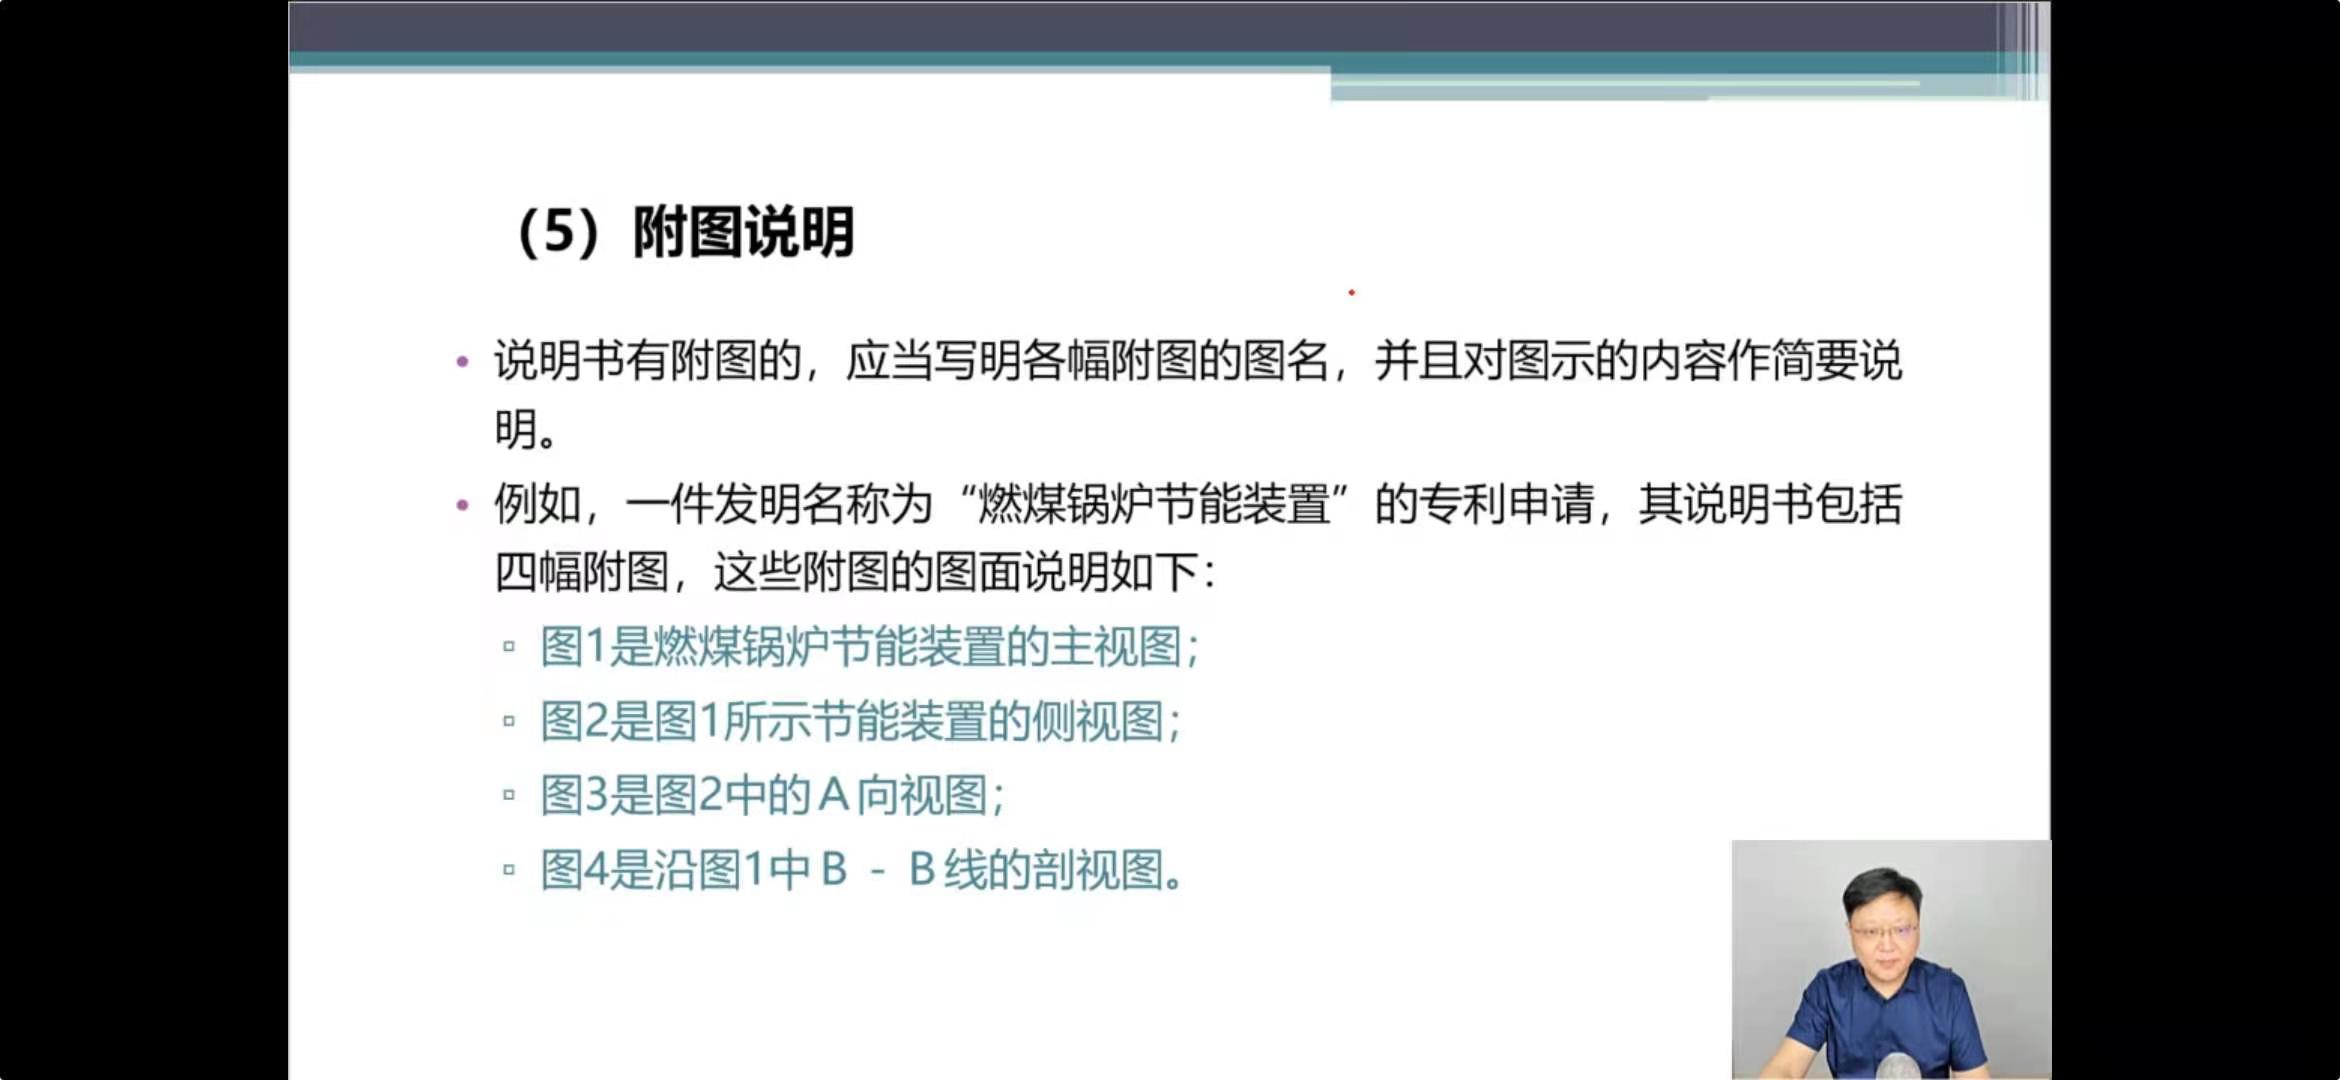 （5）附图说明
• 说明书有附图的，应当写明各幅附图的图名，并且对图示的内容作简要说
明。
• 例如，一件发明名称为“燃煤锅炉节能装置”的专利申请，其说明书包括
四幅附图，这些附图的图面说明如下：
▫ 图1是燃煤锅炉节能装置的主视图；
▫ 图2是图1所示节能装置的侧视图；
▫ 图3是图2中的A向视图；
▫ 图4是沿图1中B－B线的剖视图。